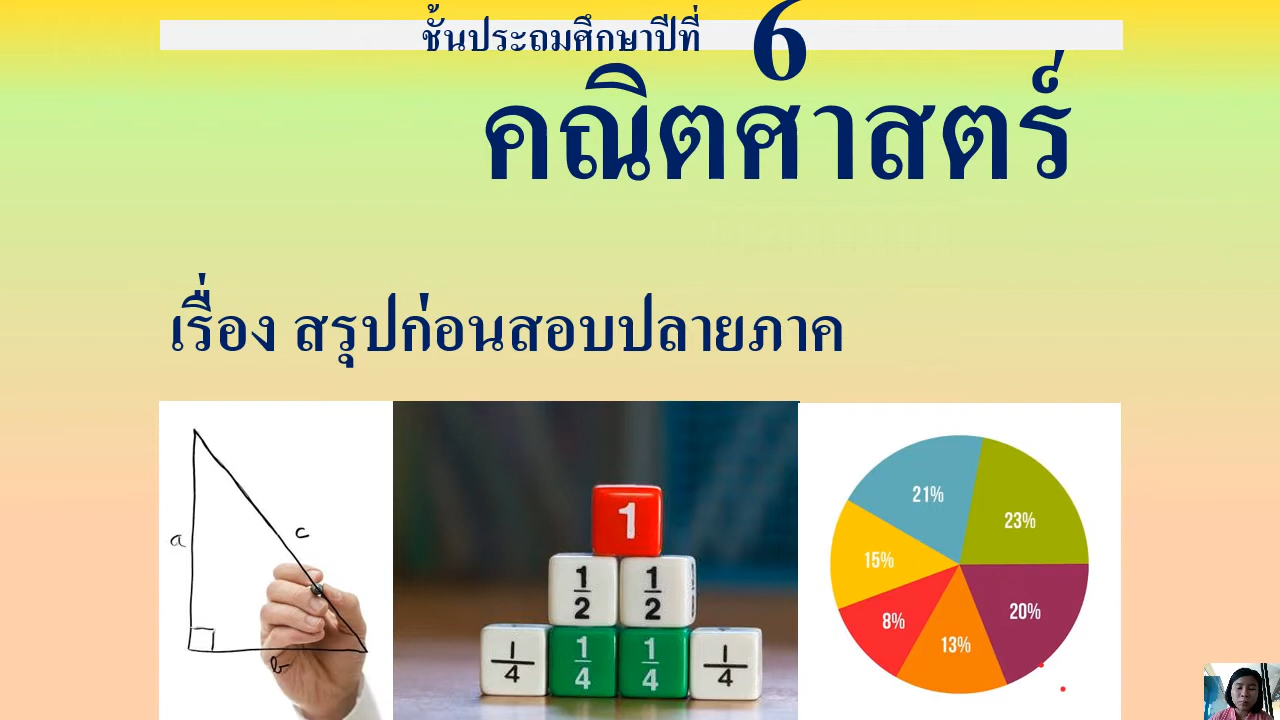 ชั้นประถมศึกษาปีที่ 6
คณิตศาสตร์
เรื่อง สรุปก่อนสอบปลายภาค
a
c
b
1
1/2 1/2
1/4 1/4 1/4 1/4
21%
23%
15%
20%
8%
13%